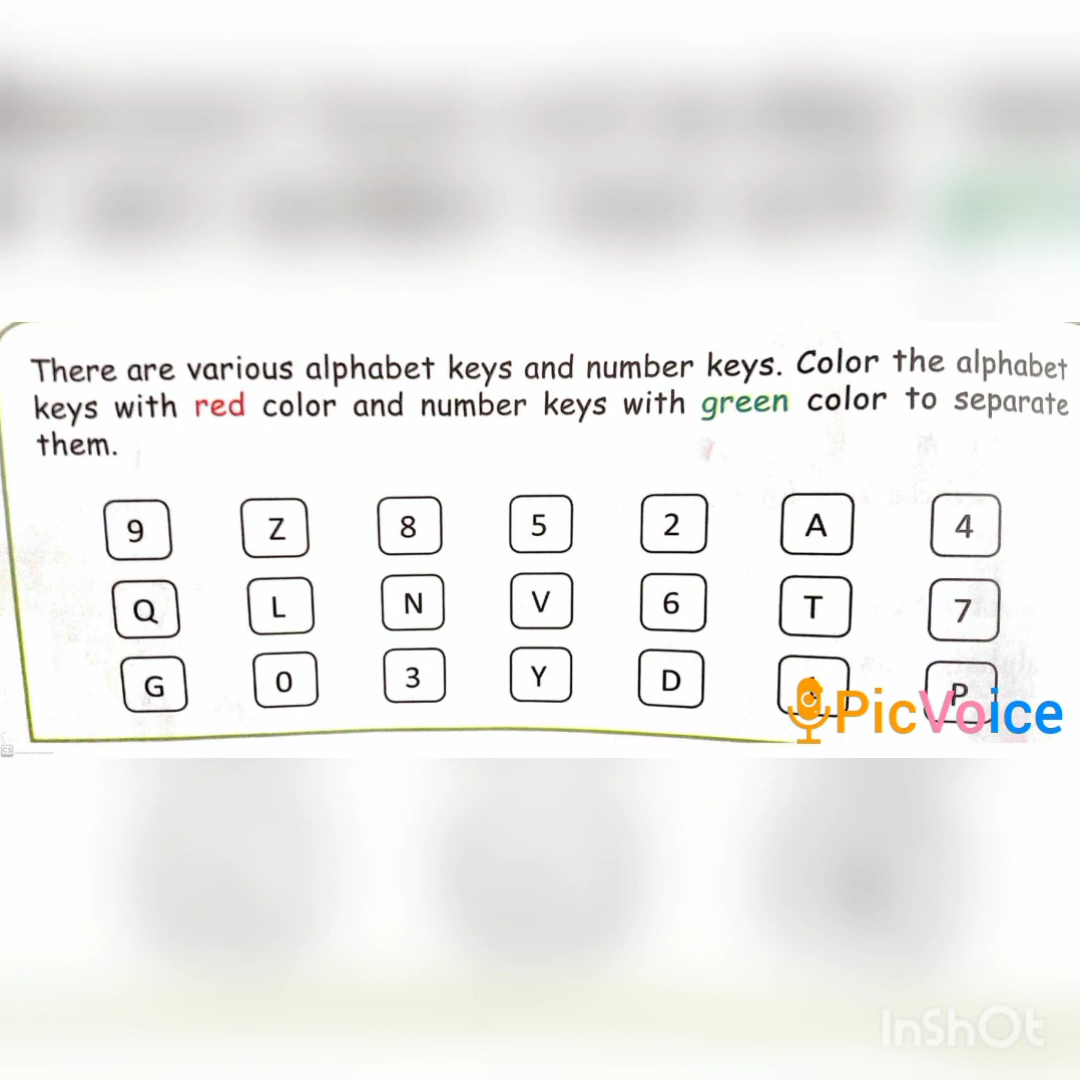 There are various alphabet keys and number keys. Color the alphabet
keys with red color and number keys with green color to separate
them.
9 Z 8 5 2 A 4
Q L N V 6 T 7
G 0 3 Y D P
PicVoice
CS
InShOt